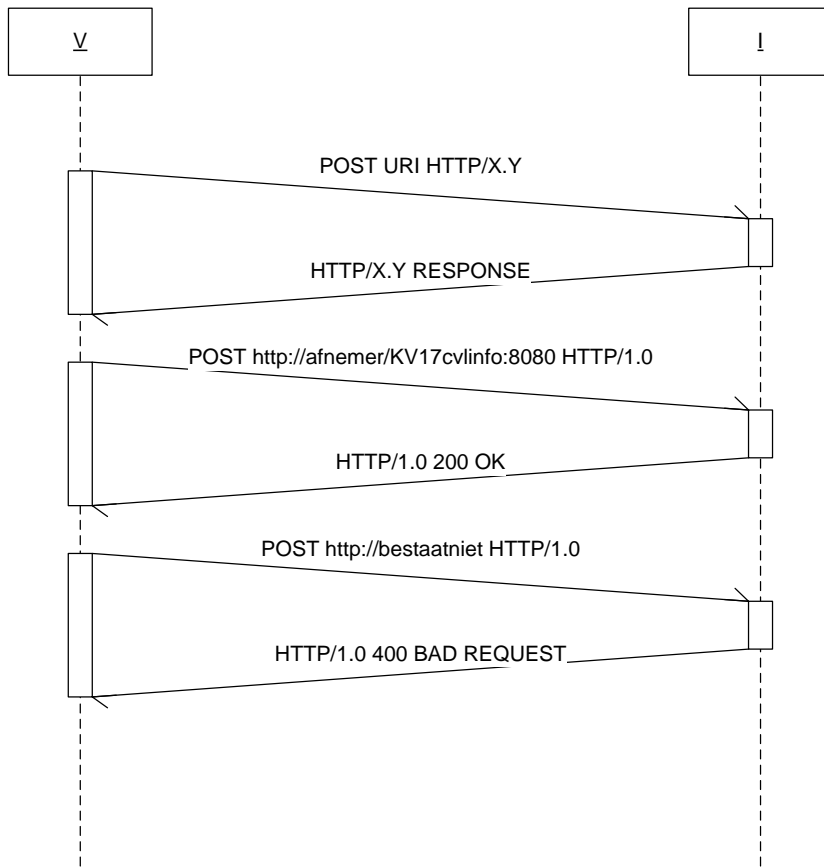 V
I
POST URI HTTP/X.Y
HTTP/X.Y RESPONSE
POST http://afnemer/KV17cvlinfo:8080 HTTP/1.0
HTTP/1.0 200 OK
POST http://bestaatniet HTTP/1.0
HTTP/1.0 400 BAD REQUEST